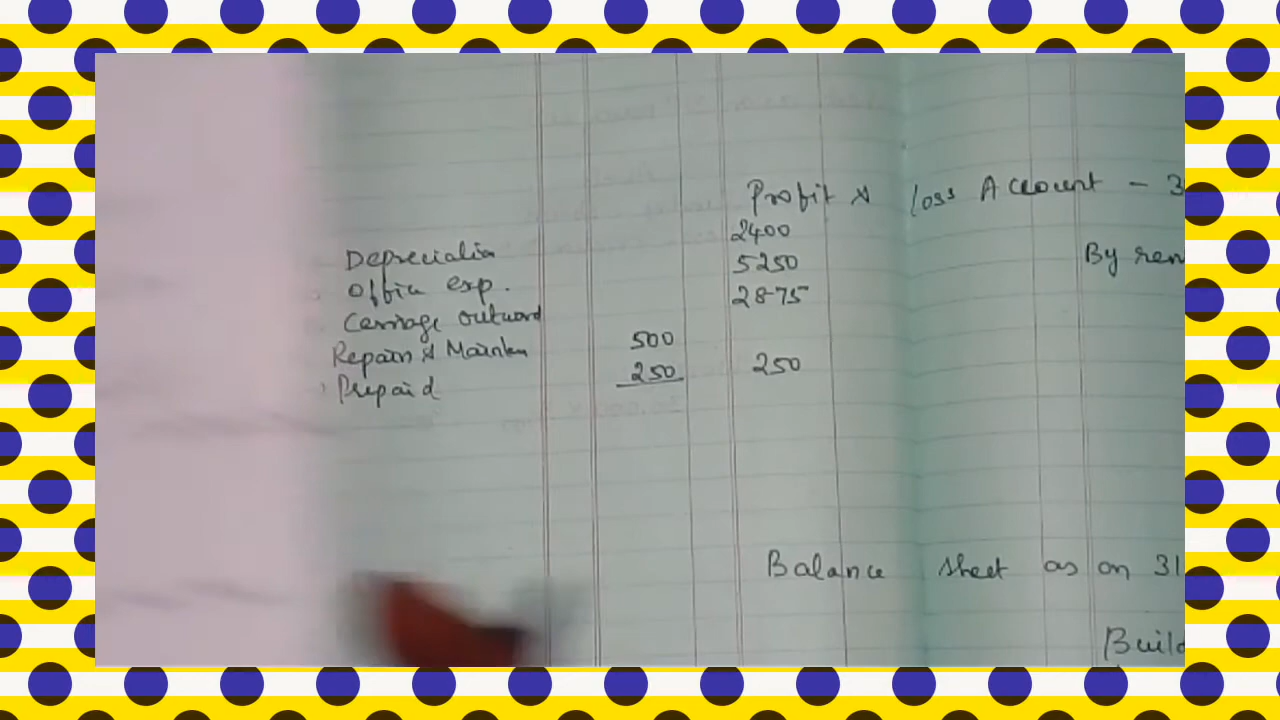 Profit & loss Account - 3
Depreciation 2400
Office exp. 5250
Carriage outward 2875
Repair & Mainten 500
Prepaid 250 250
By ren
Balance sheet as on 31
Build